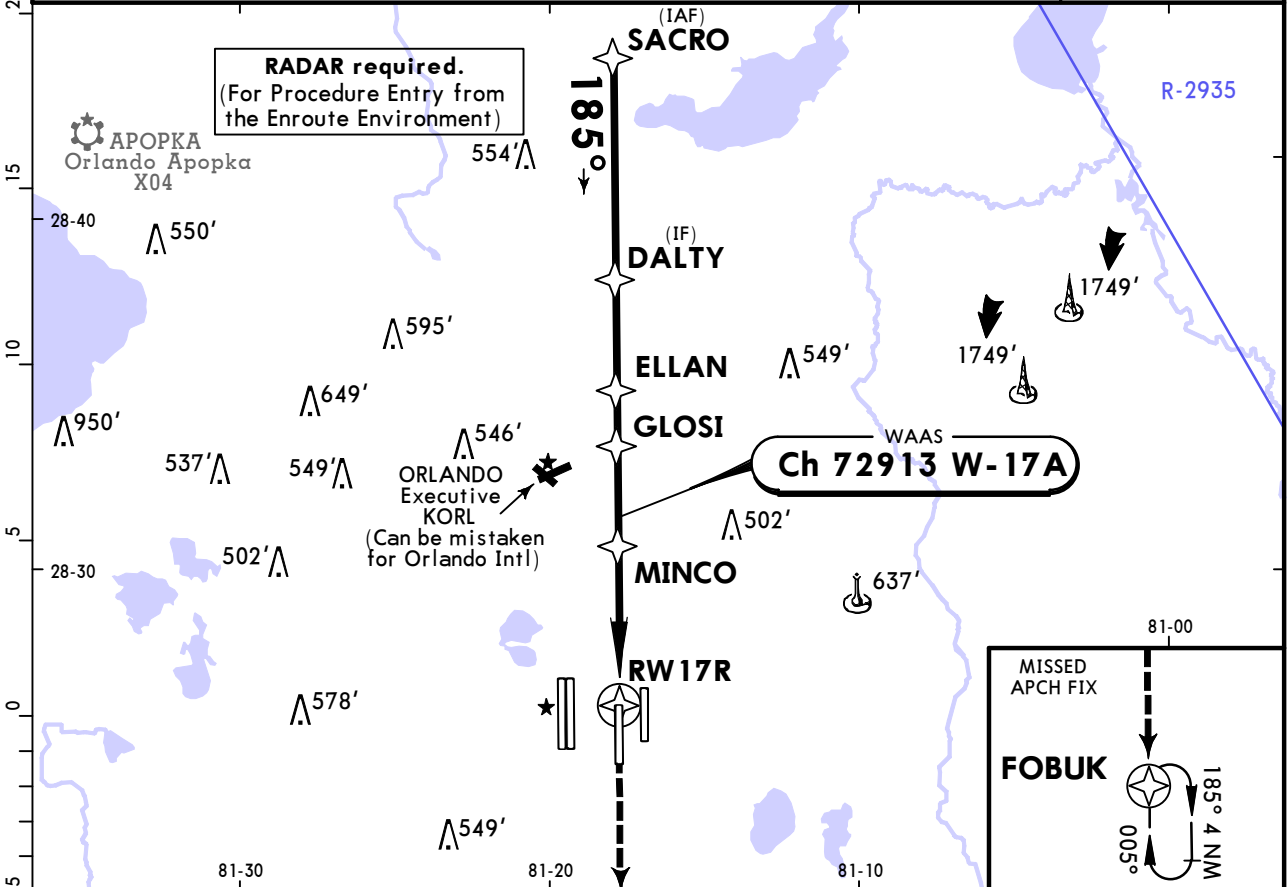 (IAF)
SACRO
RADAR required.
(For Procedure Entry from
the Enroute Environment)
185°
R-2935
APOPKA
Orlando Apopka
X04
554'
15
28-40
550'
(IF)
DALTY
1749'
595'
1749'
10
ELLAN
549'
649'
950'
GLOSI
546'
537'
549'
WAAS
Ch 72913 W-17A
ORLANDO
Executive
KORL
(Can be mistaken
for Orlando Intl)
502'
5
502'
28-30
MINCO
637'
81-00
RW17R
MISSED
APCH FIX
578'
0
FOBUK
185° 4 NM
005°
549'
5
81-30
81-20
81-10